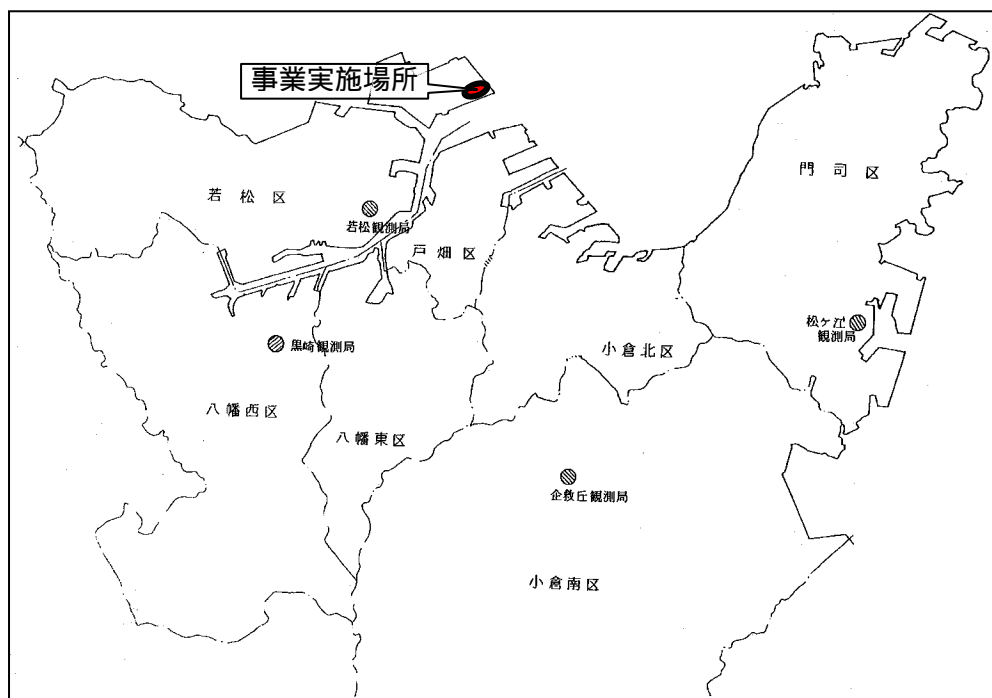 事業実施場所
門司区
若松区
若松観測局
戸畑区
松ヶ江
観測局
黒崎観測局
小倉北区
八幡西区
八幡東区
企救丘観測局
小倉南区